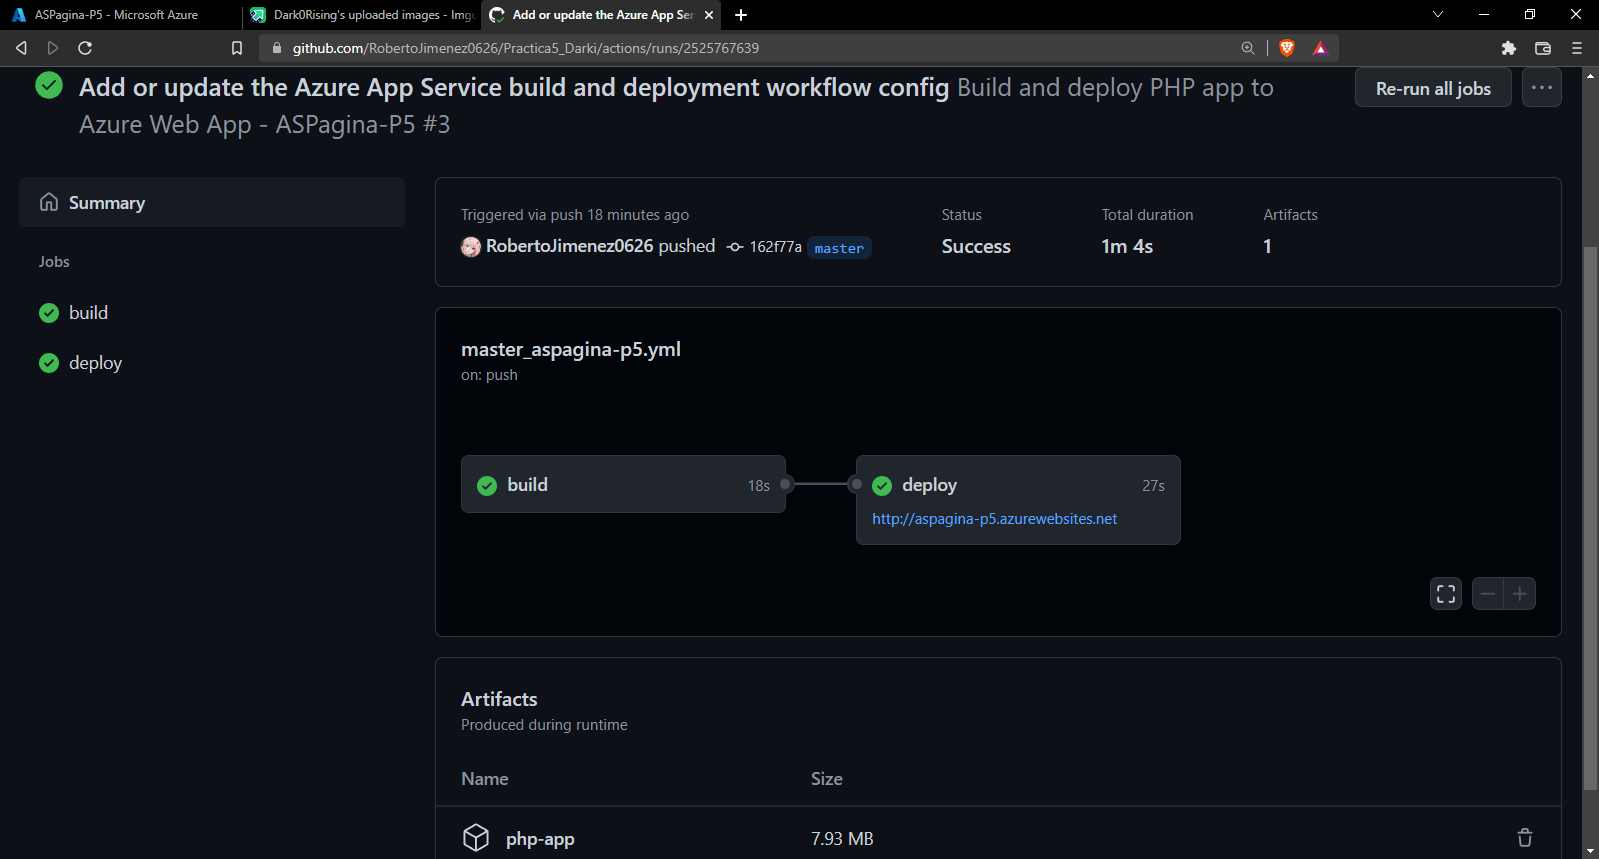 ASPagina-P5 - Microsoft Azure
Dark0Rising's uploaded images - Imgu
Add or update the Azure App Ser
github.com/RobertoJimenez0626/Practica5_Darki/actions/runs/2525767639
Add or update the Azure App Service build and deployment workflow config Build and deploy PHP app to
Azure Web App - ASPagina-P5 #3
Re-run all jobs
Summary
Jobs
build
deploy
Triggered via push 18 minutes ago
RobertoJimenez0626 pushed 162f77a master
Status
Success
Total duration
1m 4s
Artifacts
1
master_aspagina-p5.yml
on: push
build 18s
deploy 27s
http://aspagina-p5.azurewebsites.net
Artifacts
Produced during runtime
Name Size
php-app 7.93 MB